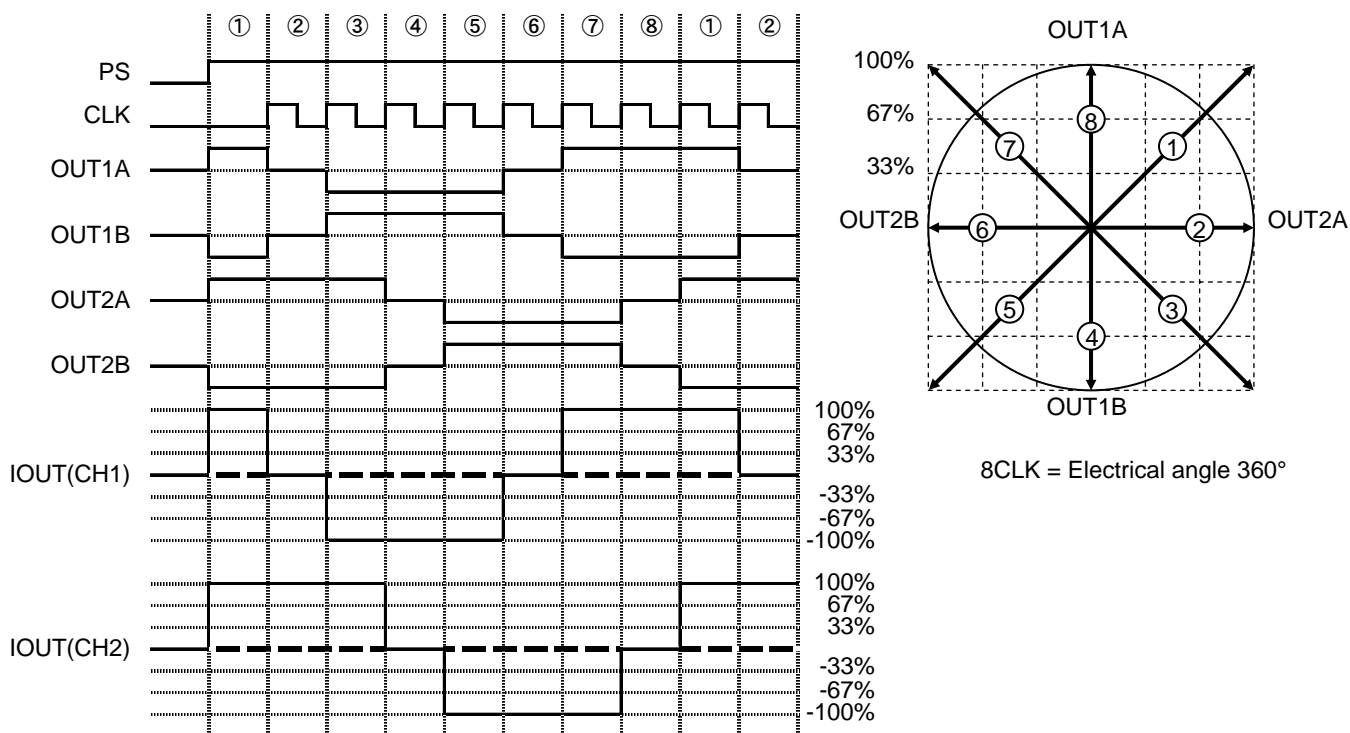 ① ② ③ ④ ⑤ ⑥ ⑦ ⑧ ① ②
PS
CLK
OUT1A
OUT1B
OUT2A
OUT2B
IOUT(CH1)
100%
67%
33%
-33%
-67%
-100%
IOUT(CH2)
100%
67%
33%
-33%
-67%
-100%
OUT1A
100%
67%
33%
OUT2B
OUT2A
OUT1B
⑧
①
⑦
⑥
②
⑤
③
④
8CLK = Electrical angle 360°